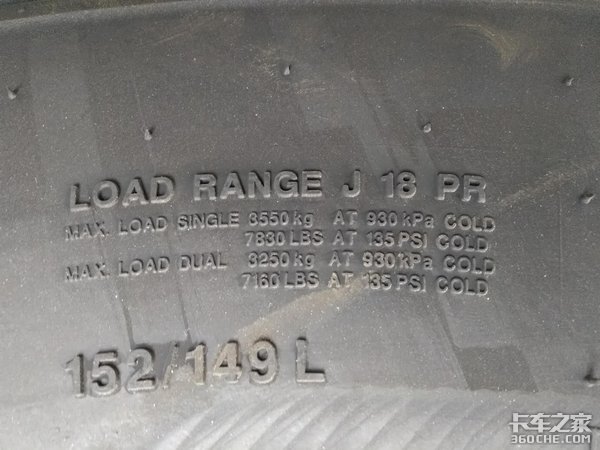 LOAD RANGE J 18 PR
MAX. LOAD SINGLE 3550 kg AT 930 kPa COLD
7830 LBS AT 135 PSI COLD
MAX. LOAD DUAL 3250 kg AT 930 kPa COLD
7160 LBS AT 135 PSI COLD
152/149 L
卡车之家
360CHE.COM